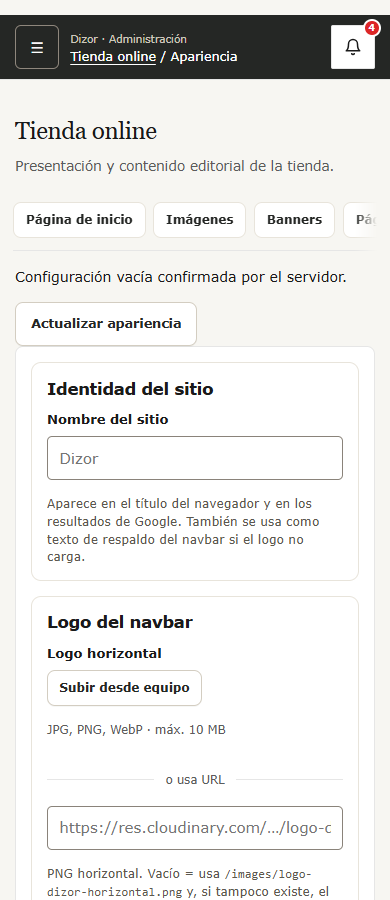 Dizor · Administración
Tienda online / Apariencia
4
Tienda online
Presentación y contenido editorial de la tienda.
Página de inicio
Imágenes
Banners
Pág
Configuración vacía confirmada por el servidor.
Actualizar apariencia
Identidad del sitio
Nombre del sitio
Dizor
Aparece en el título del navegador y en los
resultados de Google. También se usa como
texto de respaldo del navbar si el logo no
carga.
Logo del navbar
Logo horizontal
Subir desde equipo
JPG, PNG, WebP · máx. 10 MB
o usa URL
https://res.cloudinary.com/…/logo-c
PNG horizontal. Vacío = usa /images/logo-
dizor-horizontal.png y, si tampoco existe, el